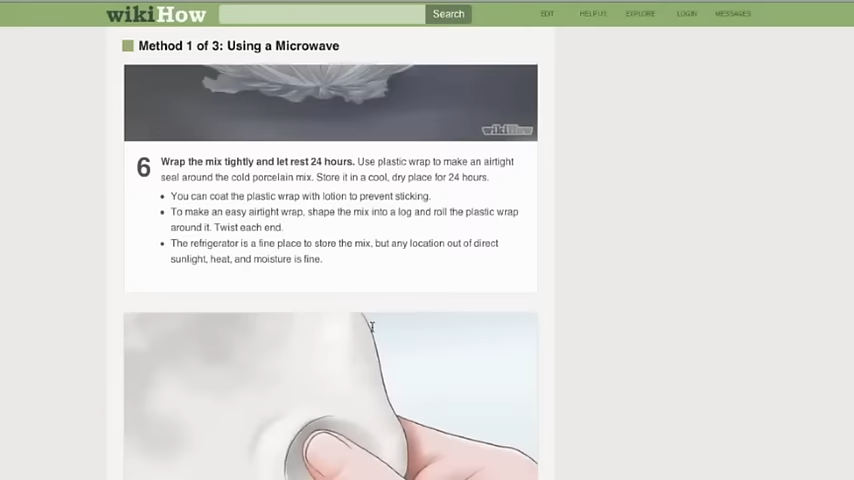 wikiHow
Search
EDIT
HELP US
EXPLORE
LOGIN
MESSAGES
Method 1 of 3: Using a Microwave
wikiHow
6
Wrap the mix tightly and let rest 24 hours. Use plastic wrap to make an airtight
seal around the cold porcelain mix. Store it in a cool, dry place for 24 hours.
You can coat the plastic wrap with lotion to prevent sticking.
To make an easy airtight wrap, shape the mix into a log and roll the plastic wrap
around it. Twist each end.
The refrigerator is a fine place to store the mix, but any location out of direct
sunlight, heat, and moisture is fine.